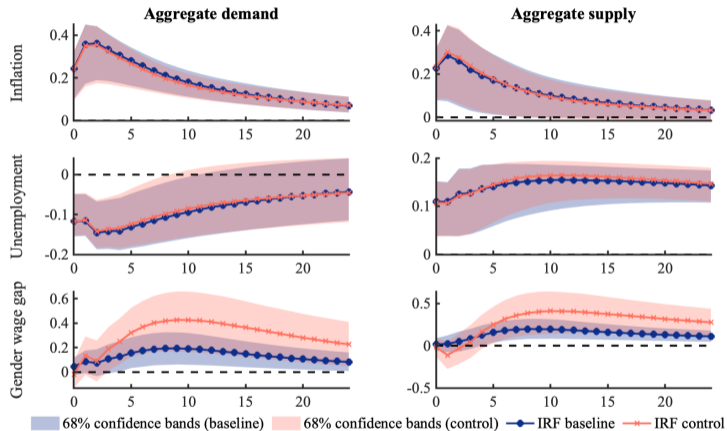 Aggregate demand Aggregate supply
Inflation
0.4
0.2
0
0 5 10 15 20
0.4
0.2
0
0 5 10 15 20
Unemployment
0
-0.1
-0.2
0 5 10 15 20
0.2
0.1
0
0 5 10 15 20
Gender wage gap
0.6
0.4
0.2
0
0 5 10 15 20
0.5
0
-0.5
0 5 10 15 20
68% confidence bands (baseline) 68% confidence bands (control) IRF baseline IRF control